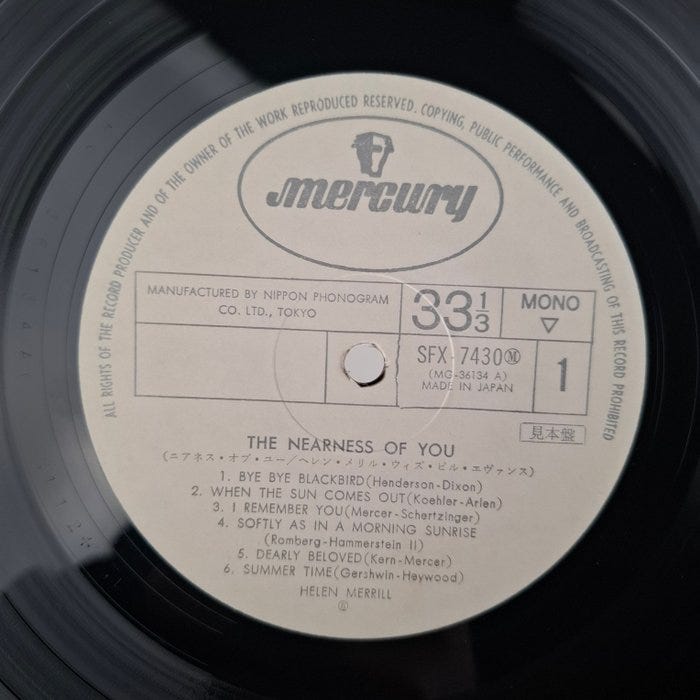 ALL RIGHTS OF THE RECORD PRODUCER AND OF THE OWNER OF THE WORK REPRODUCED RESERVED. COPYING, PUBLIC PERFORMANCE AND BROADCASTING OF THIS RECORD PROHIBITED
mercury
MANUFACTURED BY NIPPON PHONOGRAM
CO. LTD., TOKYO
33 1/3
MONO
▽
SFX-7430Ⓜ
(MG-36134 A)
MADE IN JAPAN
1
見本盤
THE NEARNESS OF YOU
(ニアネス・オブ・ユー/ヘレン・メリル・ウィズ・ビル・エヴァンス)
1. BYE BYE BLACKBIRD(Henderson-Dixon)
2. WHEN THE SUN COMES OUT(Koehler-Arlen)
3. I REMEMBER YOU(Mercer-Schertzinger)
4. SOFTLY AS IN A MORNING SUNRISE
(Romberg-Hammerstein II)
5. DEARLY BELOVED(Kern-Mercer)
6. SUMMER TIME(Gershwin-Heywood)
HELEN MERRILL